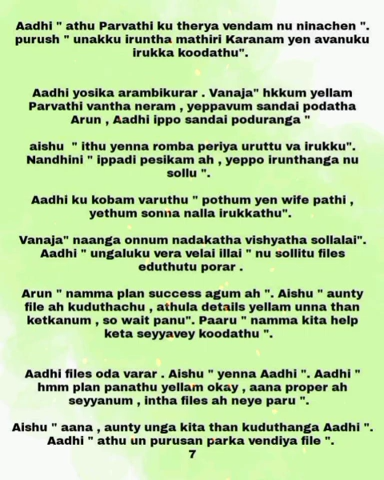 Aadhi " athu Parvathi ku therya vendam nu ninachen ".
purush " unakku iruntha mathiri Karanam yen avanuku
irukka koodathu".
Aadhi yosika arambikurar . Vanaja" hkkum yellam
Parvathi vantha neram , yeppavum sandai podatha
Arun , Aadhi ippo sandai poduranga "
aishu " ithu yenna romba periya uruttu va irukku".
Nandhini " ippadi pesikam ah , yeppo irunthanga nu
sollu ".
Aadhi ku kobam varuthu " pothum yen wife pathi ,
yethum sonna nalla irukkathu".
Vanaja" naanga onnum nadakatha vishyatha sollalai".
Aadhi " ungaluku vera velai illai " nu sollitu files
eduthutu porar .
Arun " namma plan success agum ah ". Aishu " aunty
file ah kuduthachu , athula details yellam unna than
ketkanum , so wait panu". Paaru " namma kita help
keta seyyavey koodathu ".
Aadhi files oda varar . Aishu " yenna Aadhi ". Aadhi "
hmm plan panathu yellam okay , aana proper ah
seyyanum , intha files ah neye paru ".
Aishu " aana , aunty unga kita than kuduthanga Aadhi ".
Aadhi " athu un purusan parka vendiya file ".
7